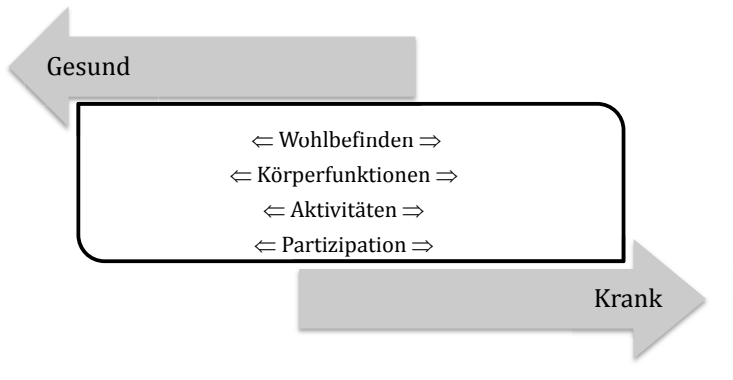 Gesund
⇐ Wohlbefinden ⇒
⇐ Körperfunktionen ⇒
⇐ Aktivitäten ⇒
⇐ Partizipation ⇒
Krank